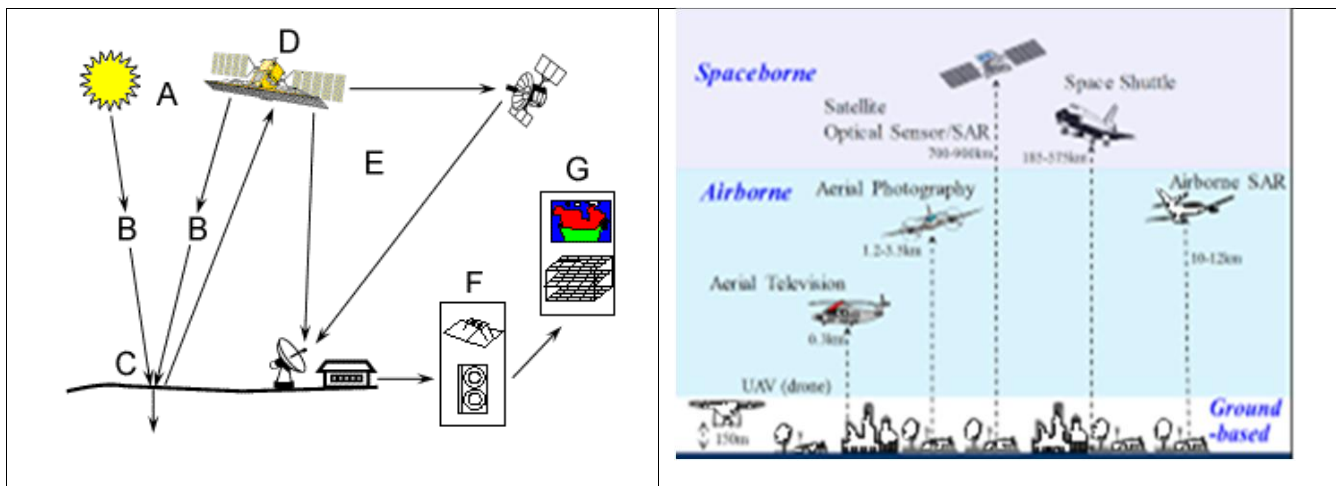 D
A
E
G
B
B
F
C
Spaceborne
Space Shuttle
Satellite
Optical Sensor/SAR
700-900km
185-575km
Airborne
Aerial Photography
Airborne SAR
1.2-3.5km
10-12km
Aerial Television
0.3km
UAV (drone)
150m
Ground
-based